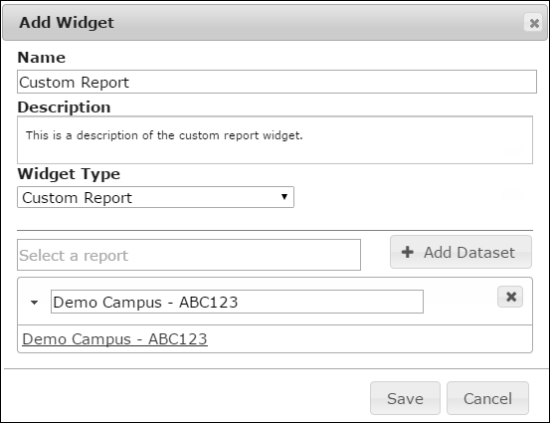 Add Widget
Name
Custom Report
Description
This is a description of the custom report widget.
Widget Type
Custom Report
Select a report
+ Add Dataset
Demo Campus - ABC123
Demo Campus - ABC123
Save
Cancel